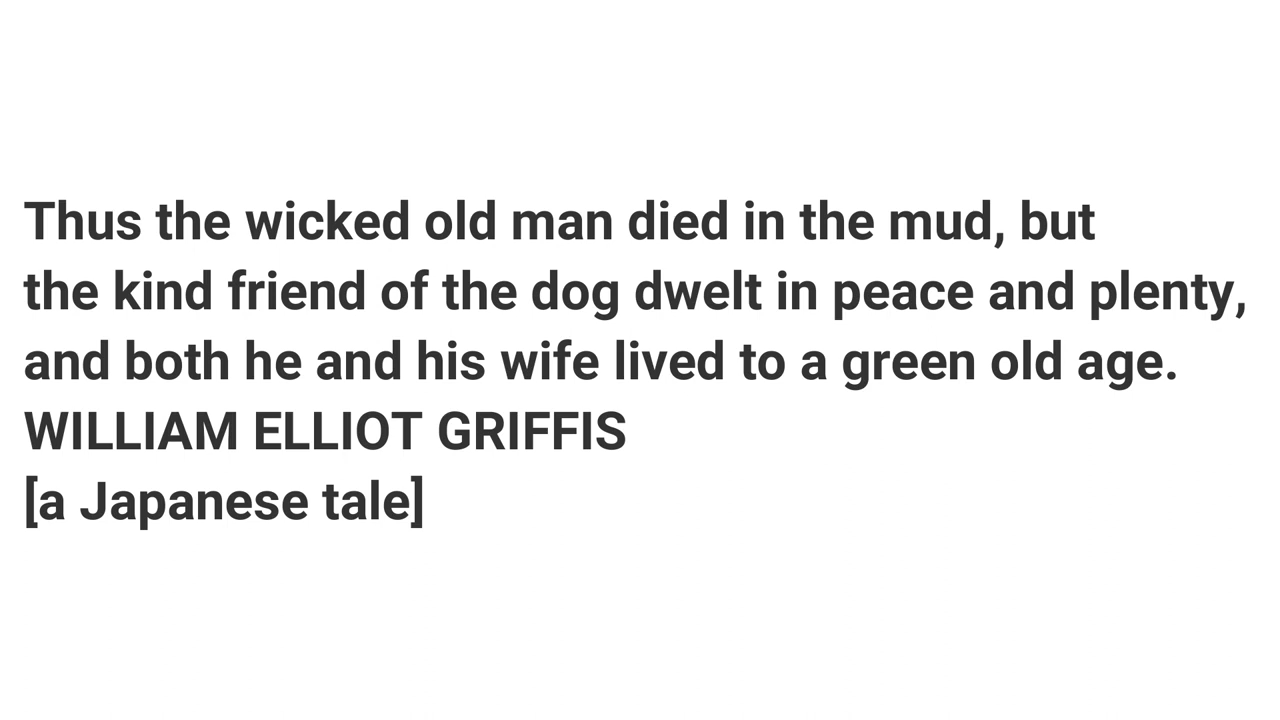 Thus the wicked old man died in the mud, but
the kind friend of the dog dwelt in peace and plenty,
and both he and his wife lived to a green old age.
WILLIAM ELLIOT GRIFFIS
[a Japanese tale]